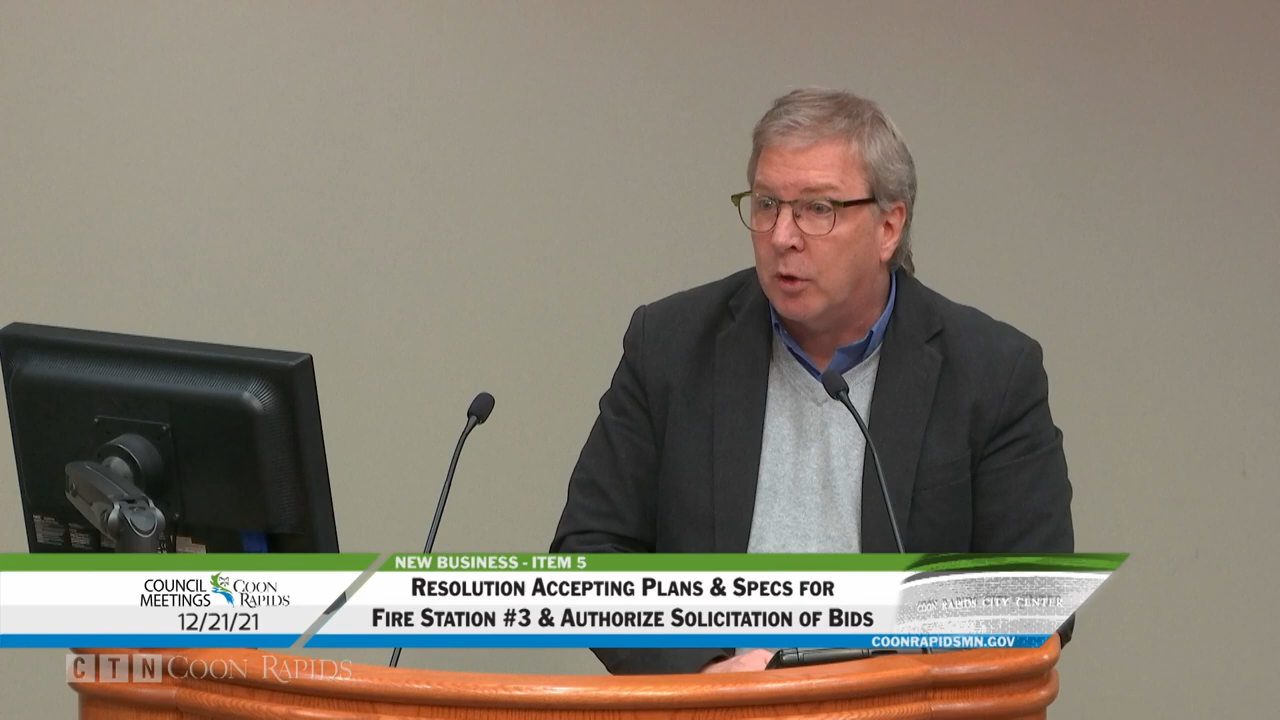 NEW BUSINESS - ITEM 5
RESOLUTION ACCEPTING PLANS & SPECS FOR
FIRE STATION #3 & AUTHORIZE SOLICITATION OF BIDS
COUNCIL MEETINGS
COON RAPIDS
12/21/21
COON RAPIDS CITY CENTER
COONRAPIDSMN.GOV
CTN COON RAPIDS